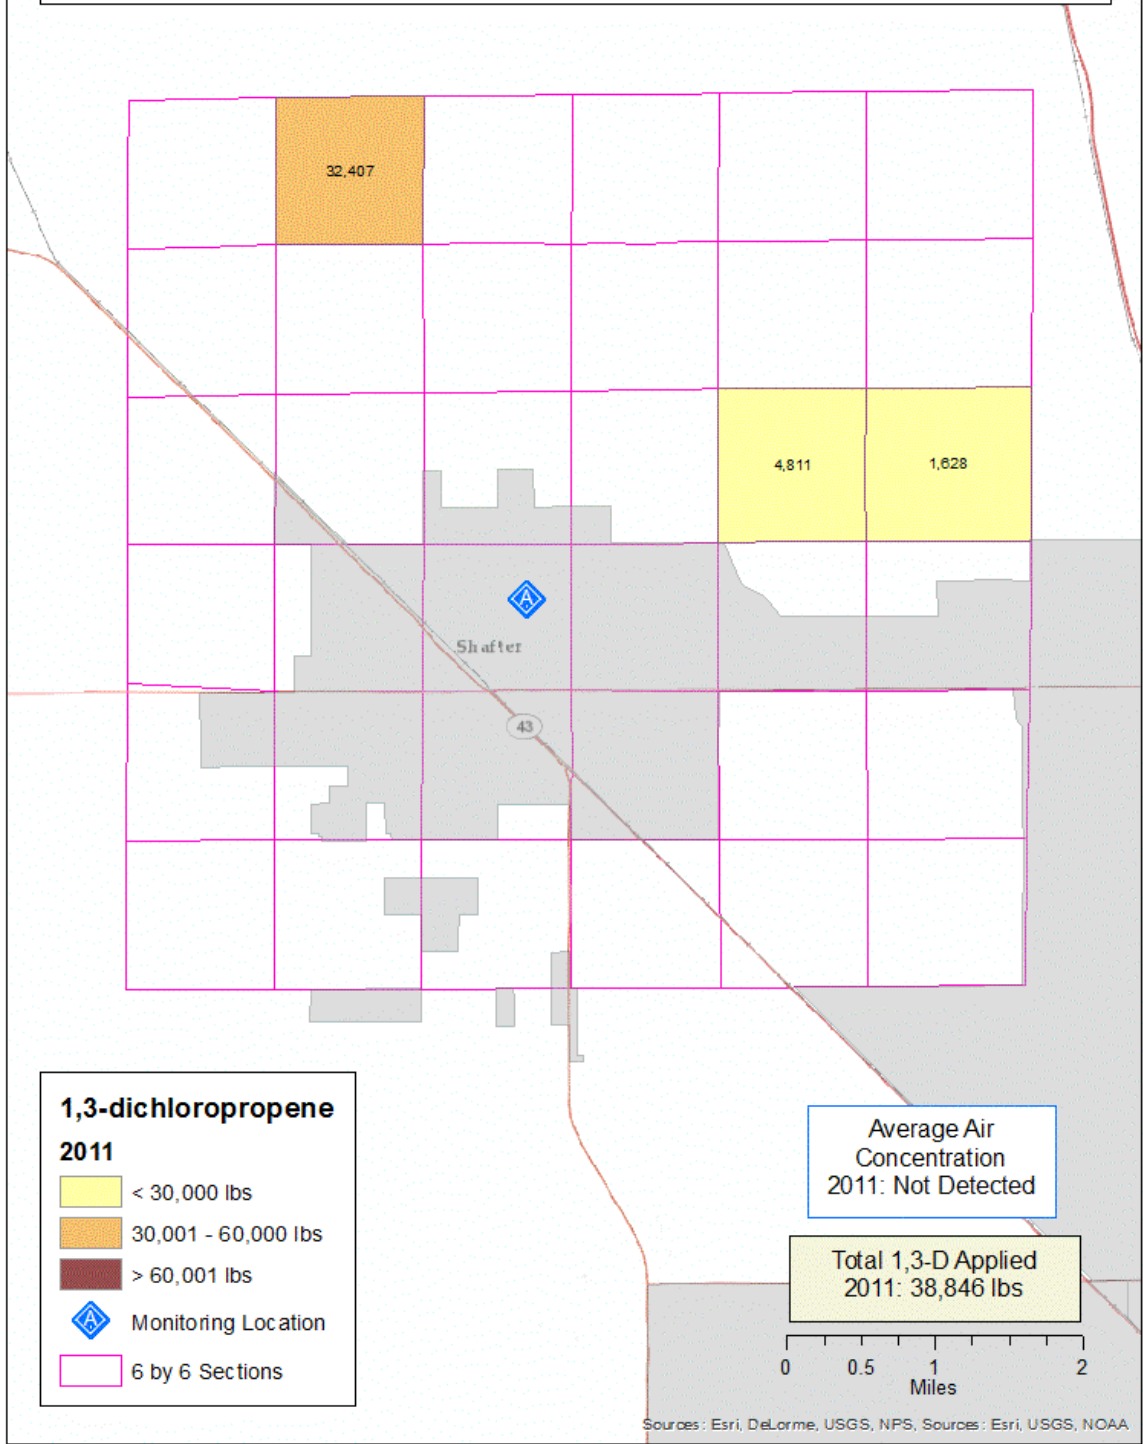 32,407
4,811
1,628
A
Shafter
43
1,3-dichloropropene
2011
< 30,000 lbs
30,001 - 60,000 lbs
> 60,001 lbs
A
Monitoring Location
6 by 6 Sections
Average Air
Concentration
2011: Not Detected
Total 1,3-D Applied
2011: 38,846 lbs
0 0.5 1 2
Miles
Sources: Esri, DeLorme, USGS, NPS, Sources: Esri, USGS, NOAA